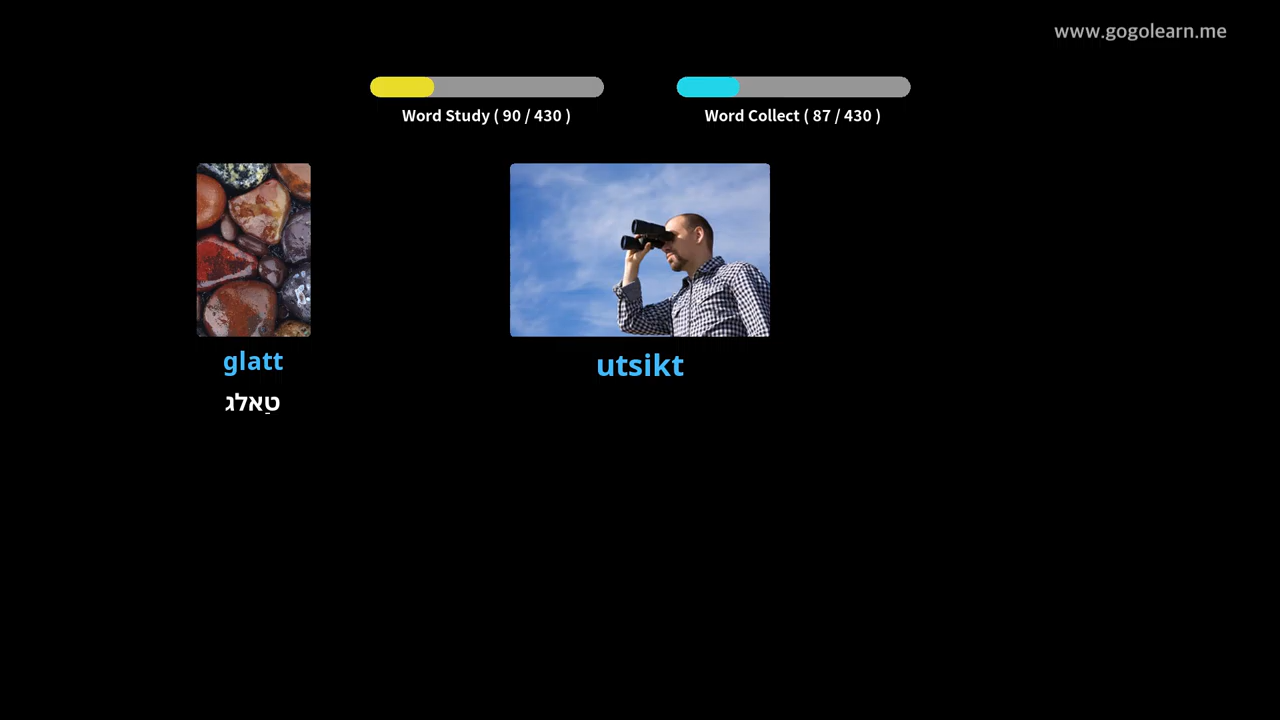 www.gogolearn.me
Word Study ( 90 / 430 )
Word Collect ( 87 / 430 )
glatt
טַאלג
utsikt